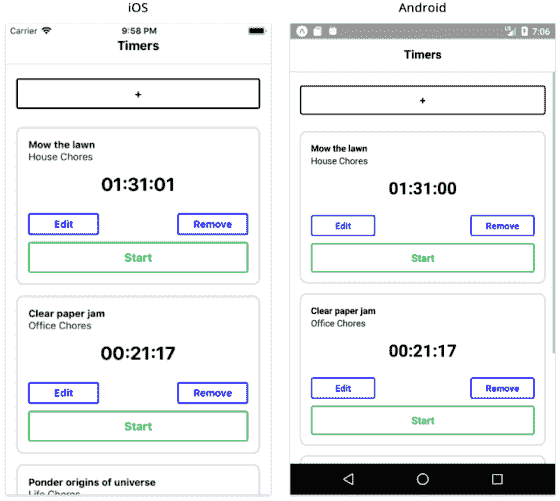 iOS
Carrier 9:58 PM
Timers
+
Mow the lawn
House Chores
01:31:01
Edit Remove
Start
Clear paper jam
Office Chores
00:21:17
Edit Remove
Start
Ponder origins of universe
Life Chores
Android
7:06
Timers
+
Mow the lawn
House Chores
01:31:00
Edit Remove
Start
Clear paper jam
Office Chores
00:21:17
Edit Remove
Start